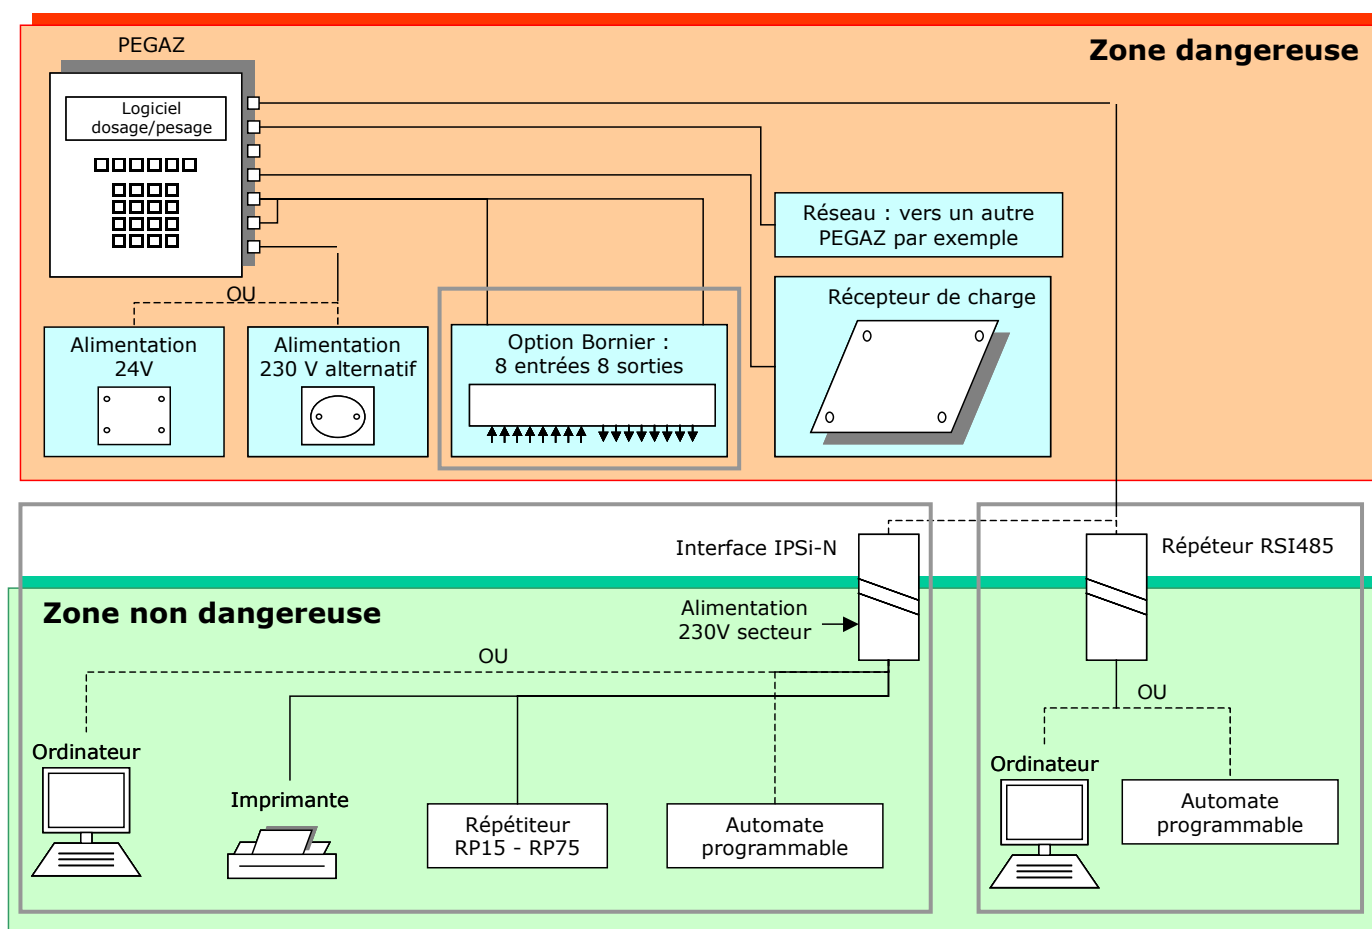 PEGAZ
Zone dangereuse
Logiciel
dosage/pesage
Réseau : vers un autre
PEGAZ par exemple
OU
Récepteur de charge
Alimentation
24V
Alimentation
230 V alternatif
Option Bornier :
8 entrées 8 sorties
Interface IPSi-N
Répéteur RSI485
Zone non dangereuse
Alimentation
230V secteur
OU
OU
Ordinateur
Imprimante
Répétiteur
RP15 - RP75
Automate
programmable
Ordinateur
Automate
programmable